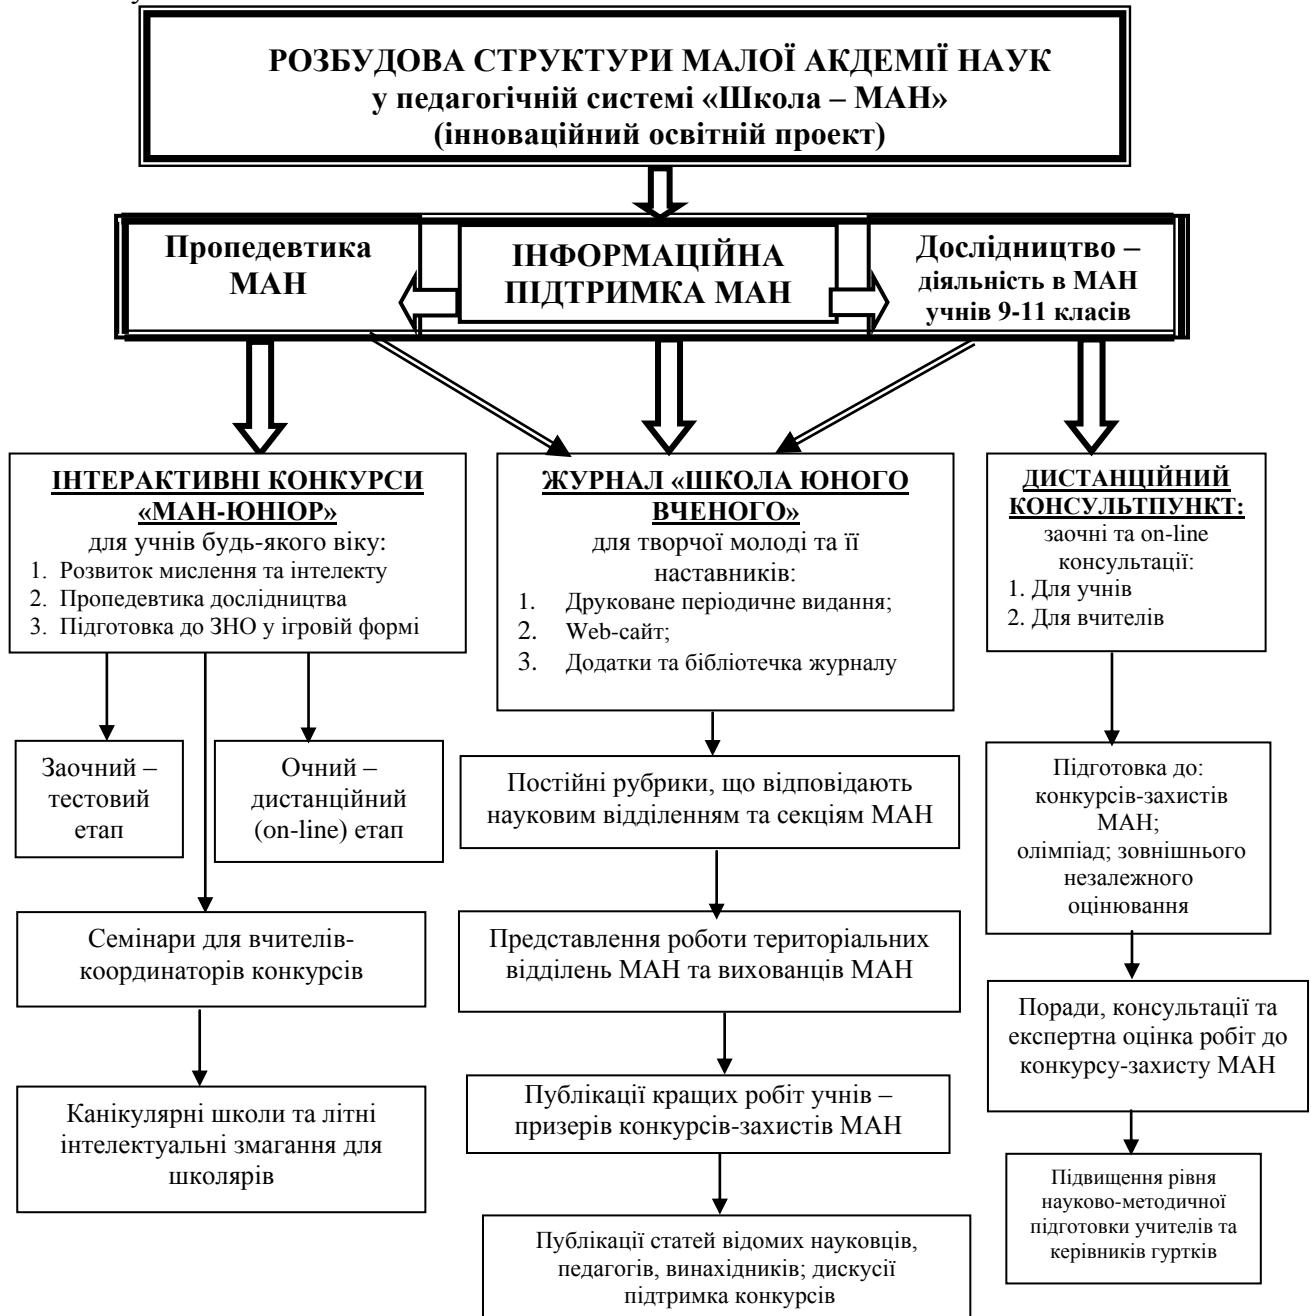 РОЗБУДОВА СТРУКТУРИ МАЛОЇ АКДЕМІЇ НАУК
у педагогічній системі «Школа – МАН»
(інноваційний освітній проект)
Пропедевтика
МАН
ІНФОРМАЦІЙНА
ПІДТРИМКА МАН
Дослідництво –
діяльність в МАН
учнів 9-11 класів
ІНТЕРАКТИВНІ КОНКУРСИ
«МАН-ЮНІОР»
для учнів будь-якого віку:
1. Розвиток мислення та інтелекту
2. Пропедевтика дослідництва
3. Підготовка до ЗНО у ігровій формі
ЖУРНАЛ «ШКОЛА ЮНОГО
ВЧЕНОГО»
для творчої молоді та її
наставників:
1. Друковане періодичне видання;
2. Web-сайт;
3. Додатки та бібліотечка журналу
ДИСТАНЦІЙНИЙ
КОНСУЛЬТПУНКТ:
заочні та on-line
консультації:
1. Для учнів
2. Для вчителів
Заочний –
тестовий
етап
Очний –
дистанційний
(on-line) етап
Семінари для вчителів-
координаторів конкурсів
Канікулярні школи та літні
інтелектуальні змагання для
школярів
Постійні рубрики, що відповідають
науковим відділенням та секціям МАН
Представлення роботи територіальних
відділень МАН та вихованців МАН
Публікації кращих робіт учнів –
призерів конкурсів-захистів МАН
Публікації статей відомих науковців,
педагогів, винахідників; дискусії
підтримка конкурсів
Підготовка до:
конкурсів-захистів
МАН;
олімпіад; зовнішнього
незалежного
оцінювання
Поради, консультації та
експертна оцінка робіт до
конкурсу-захисту МАН
Підвищення рівня
науково-методичної
підготовки учителів та
керівників гуртків